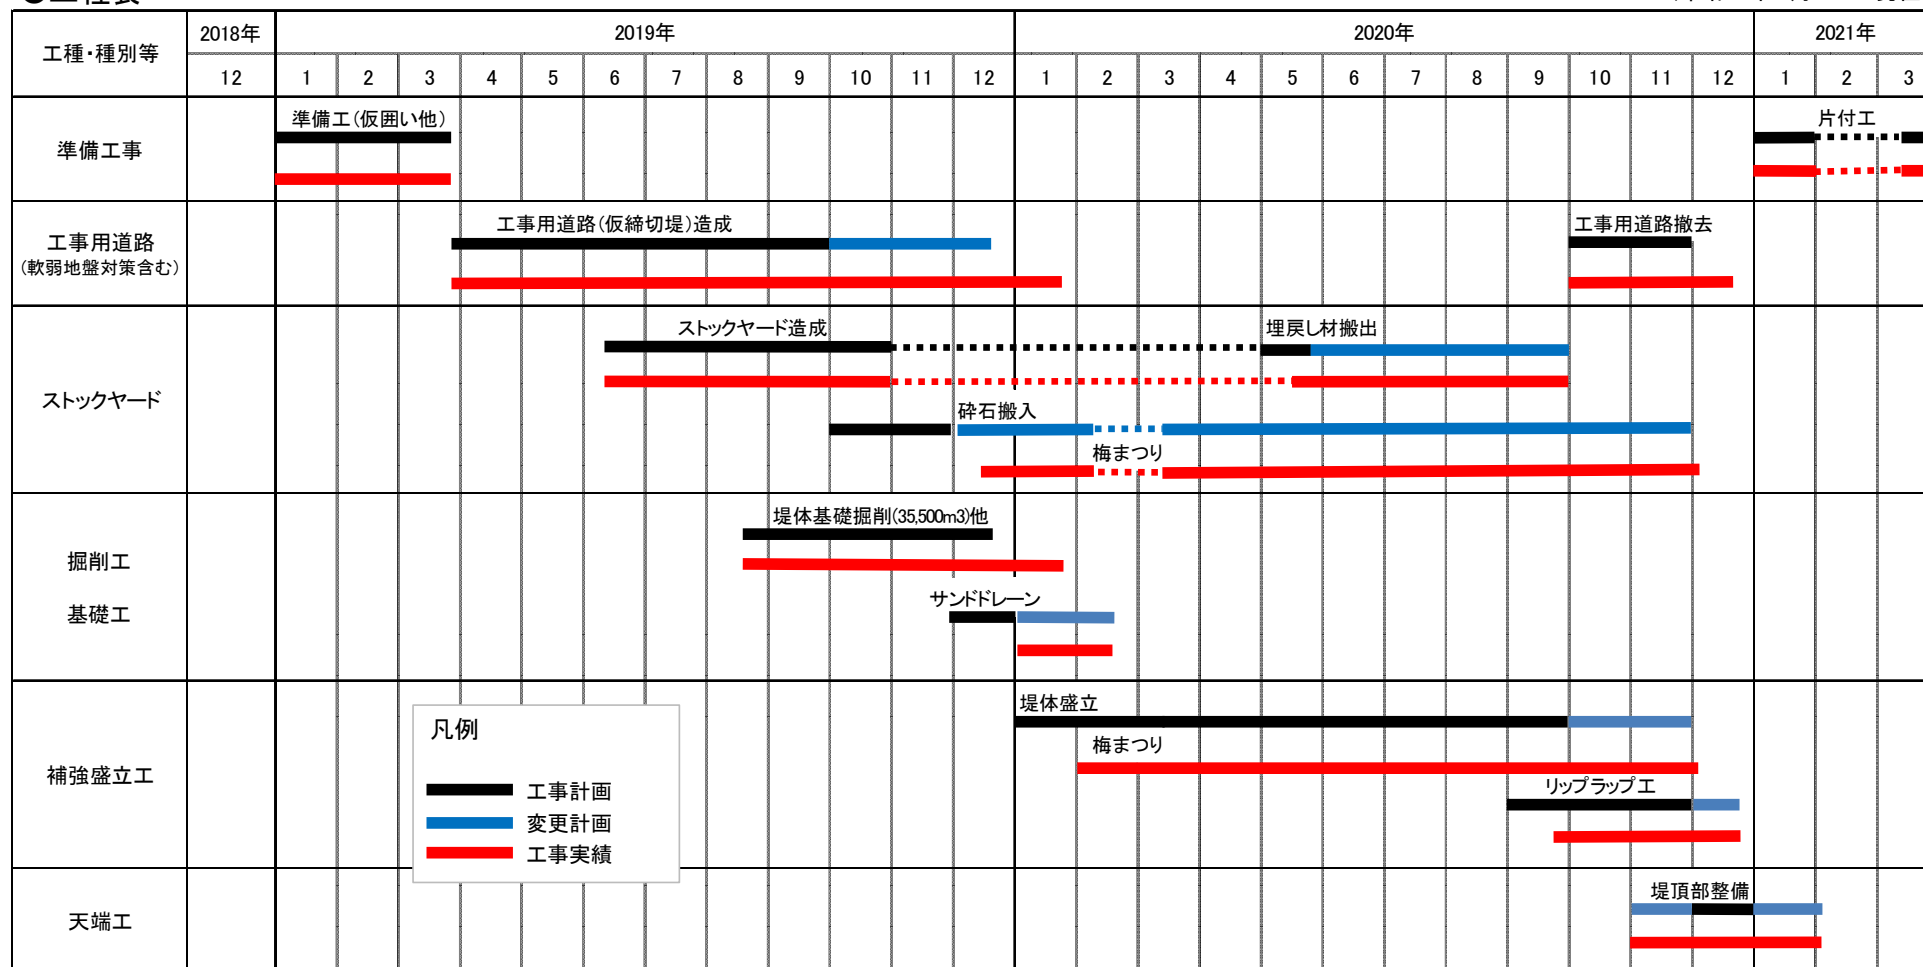 工種・種別等
2018年 2019年 2020年 2021年
12 1 2 3 4 5 6 7 8 9 10 11 12 1 2 3 4 5 6 7 8 9 10 11 12 1 2 3
準備工事
準備工(仮囲い他)
片付工
工事用道路
(軟弱地盤対策含む)
工事用道路(仮締切堤)造成
工事用道路撤去
ストックヤード
ストックヤード造成
埋戻し材搬出
砕石搬入
梅まつり
掘削工
基礎工
堤体基礎掘削(35,500m3)他
サンドドレーン
補強盛立工
堤体盛立
梅まつり
リップラップ工
凡例
工事計画
変更計画
工事実績
天端工
堤頂部整備